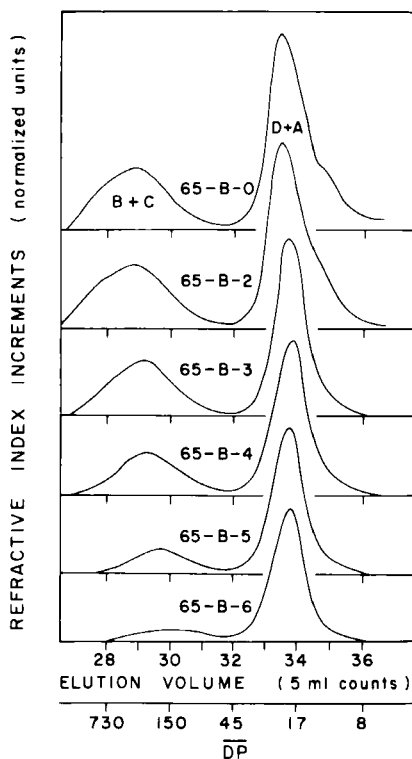 REFRACTIVE INDEX INCREMENTS (normalized units)
D+A
65-B-0
B + C
65-B-2
65-B-3
65-B-4
65-B-5
65-B-6
28 30 32 34 36
ELUTION VOLUME (5 ml counts)
730 150 45 17 8
DP